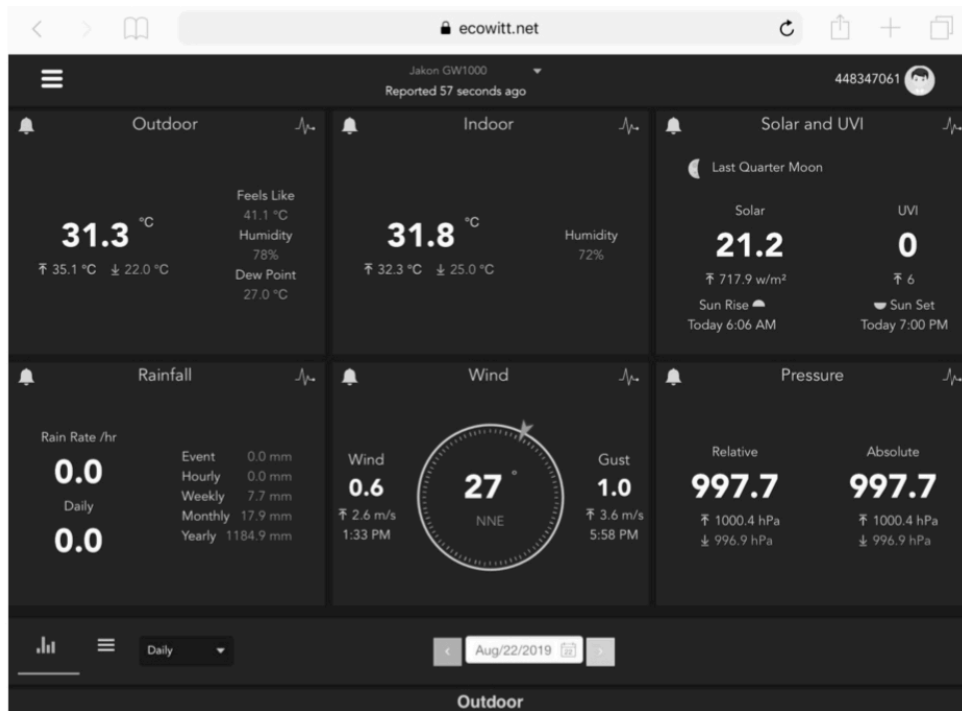 ecowitt.net
Jakon GW1000
Reported 57 seconds ago
448347061
Outdoor
31.3 °C
↑ 35.1 °C ↓ 22.0 °C
Feels Like
41.1 °C
Humidity
78%
Dew Point
27.0 °C
Indoor
31.8 °C
↑ 32.3 °C ↓ 25.0 °C
Humidity
72%
Solar and UVI
Last Quarter Moon
Solar
21.2
↑ 717.9 w/m²
UVI
0
↑ 6
Sun Rise
Today 6:06 AM
Sun Set
Today 7:00 PM
Rainfall
Rain Rate /hr
0.0
Daily
0.0
Event 0.0 mm
Hourly 0.0 mm
Weekly 7.7 mm
Monthly 17.9 mm
Yearly 1184.9 mm
Wind
Wind
0.6
↑ 2.6 m/s
1:33 PM
27 °
NNE
Gust
1.0
↑ 3.6 m/s
5:58 PM
Pressure
Relative
997.7
↑ 1000.4 hPa
↓ 996.9 hPa
Absolute
997.7
↑ 1000.4 hPa
↓ 996.9 hPa
Daily
Aug/22/2019
22
Outdoor